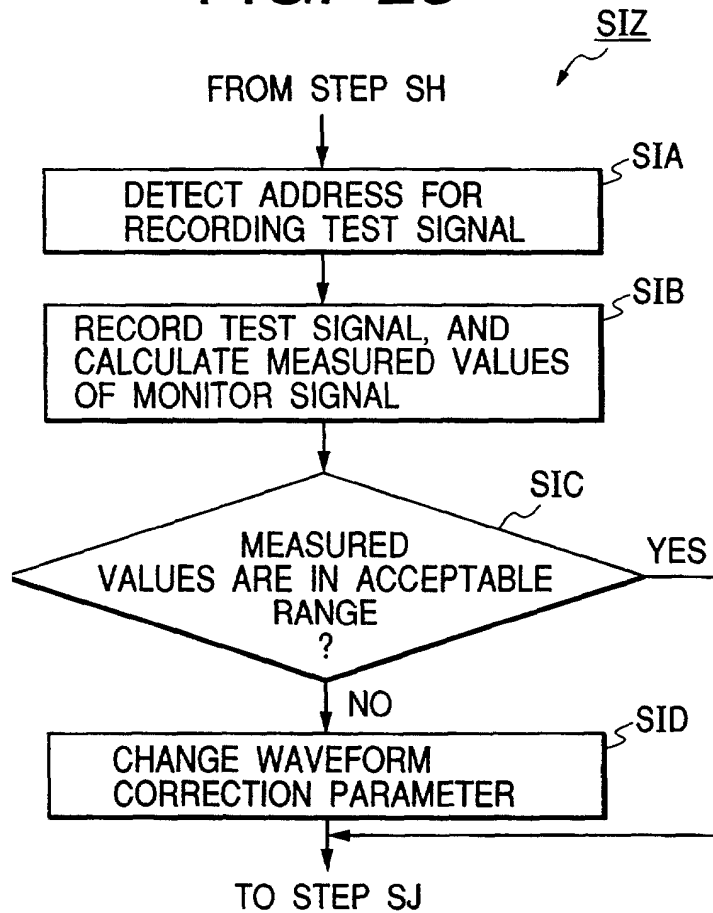 SIZ
FROM STEP SH
SIA
DETECT ADDRESS FOR
RECORDING TEST SIGNAL
SIB
RECORD TEST SIGNAL, AND
CALCULATE MEASURED VALUES
OF MONITOR SIGNAL
SIC
MEASURED
VALUES ARE IN ACCEPTABLE
RANGE
?
YES
NO
SID
CHANGE WAVEFORM
CORRECTION PARAMETER
TO STEP SJ